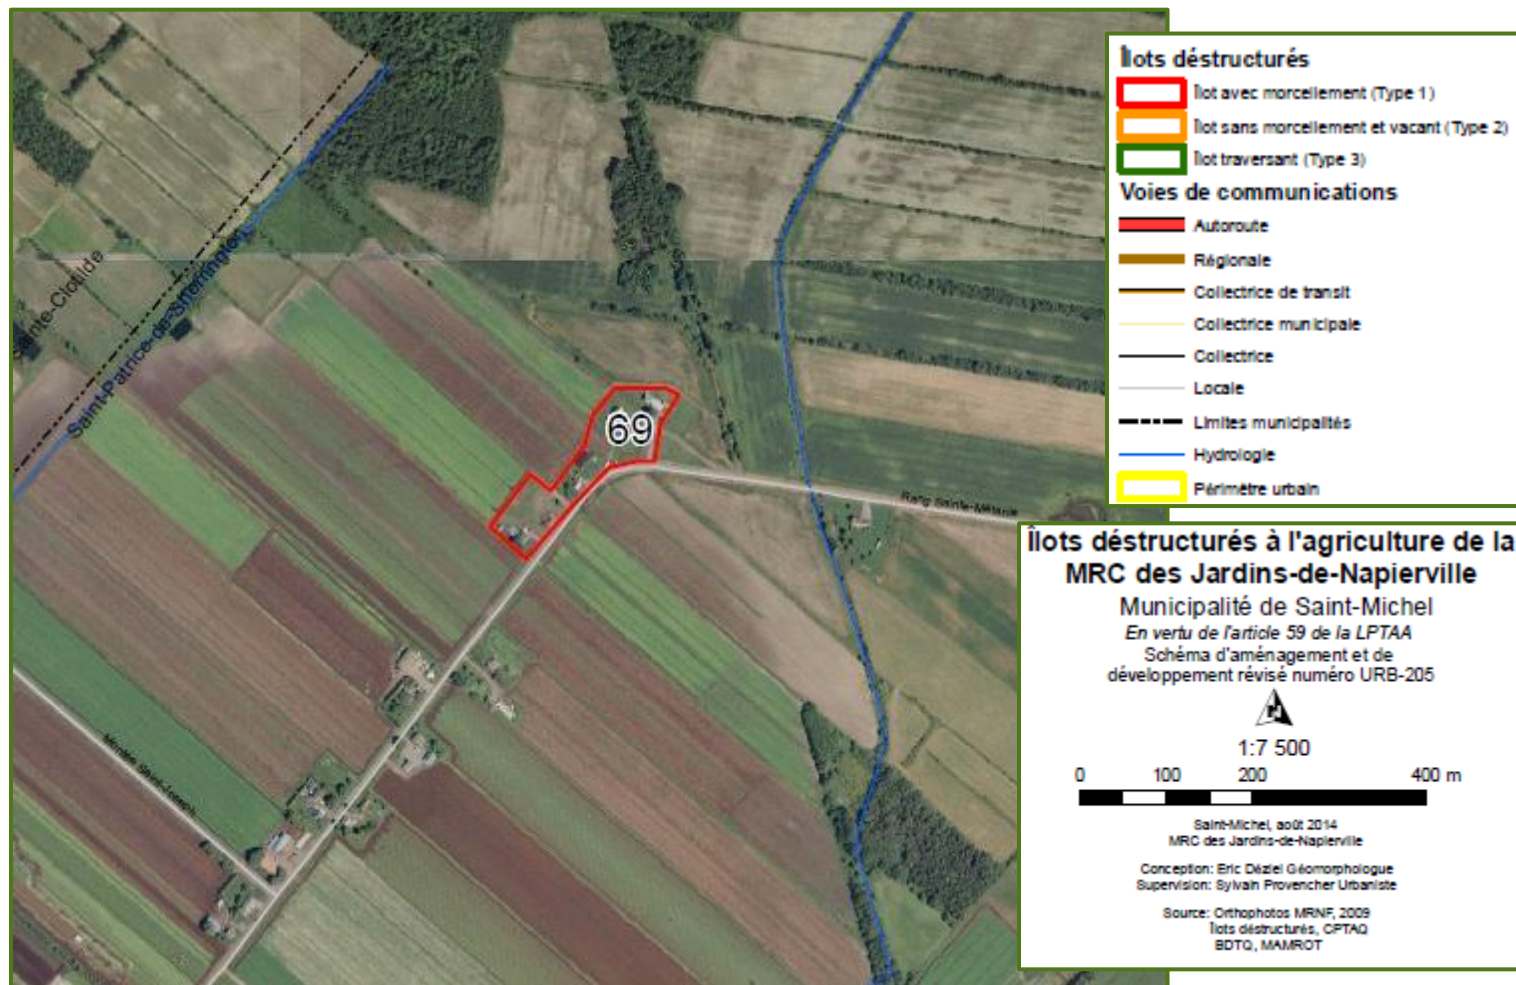 Sainte-Clotilde
Saint-Patrice-de-Sherrington
69
Rang Sainte-Mélanie
Montée Saint-Joseph
Îlots déstructurés
Îlot avec morcellement (Type 1)
Îlot sans morcellement et vacant (Type 2)
Îlot traversant (Type 3)
Voies de communications
Autoroute
Régionale
Collectrice de transit
Collectrice municipale
Collectrice
Locale
Limites municipalités
Hydrologie
Périmètre urbain
Îlots déstructurés à l'agriculture de la
MRC des Jardins-de-Napierville
Municipalité de Saint-Michel
En vertu de l'article 59 de la LPTAA
Schéma d'aménagement et de
développement révisé numéro URB-205
N
1:7 500
0 100 200 400 m
Saint-Michel, août 2014
MRC des Jardins-de-Napierville
Conception: Eric Déziel Géomorphologue
Supervision: Sylvain Provencher Urbaniste
Source: Orthophotos MRNF, 2009
Îlots déstructurés, CPTAQ
BDTQ, MAMROT